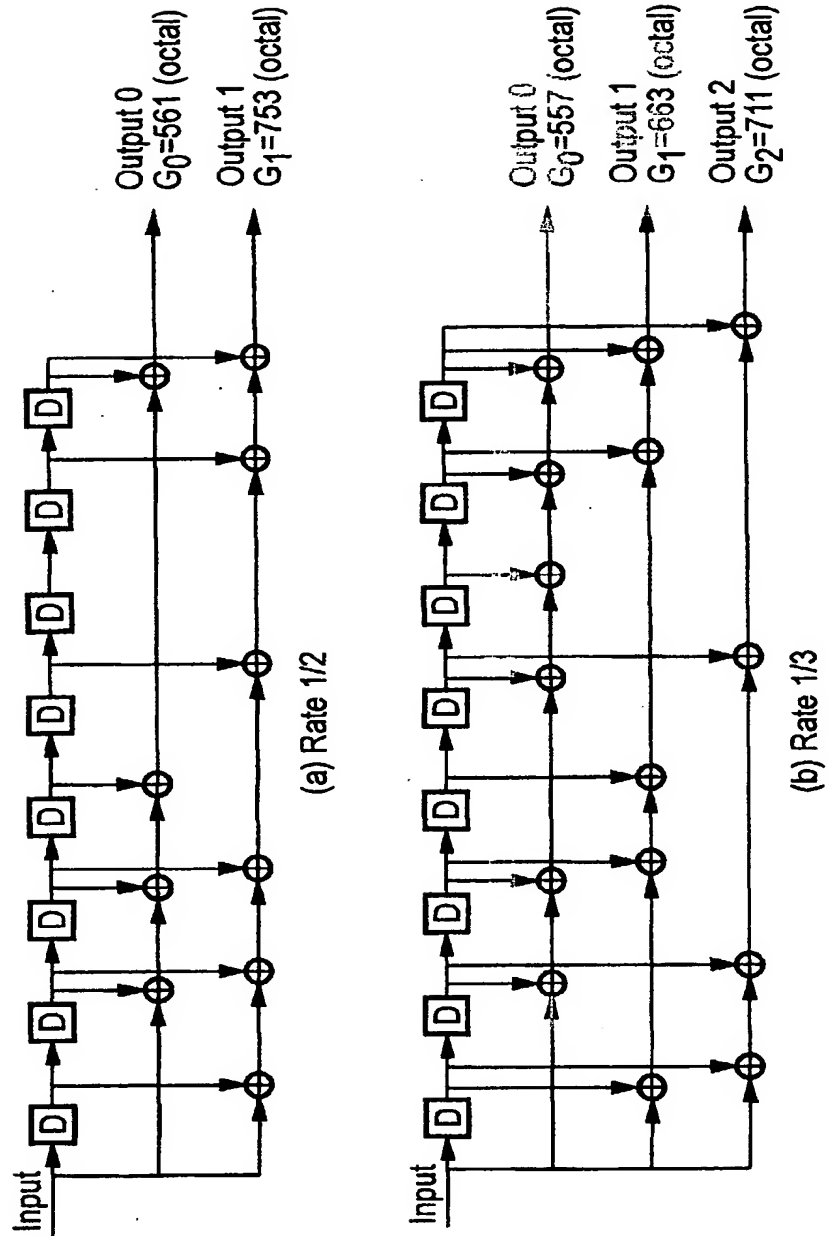 Input
D
D
D
D
D
D
D
D
Output 0
G0=561 (octal)
Output 1
G1=753 (octal)
(a) Rate 1/2
Input
D
D
D
D
D
D
D
D
Output 0
G0=557 (octal)
Output 1
G1=663 (octal)
Output 2
G2=711 (octal)
(b) Rate 1/3